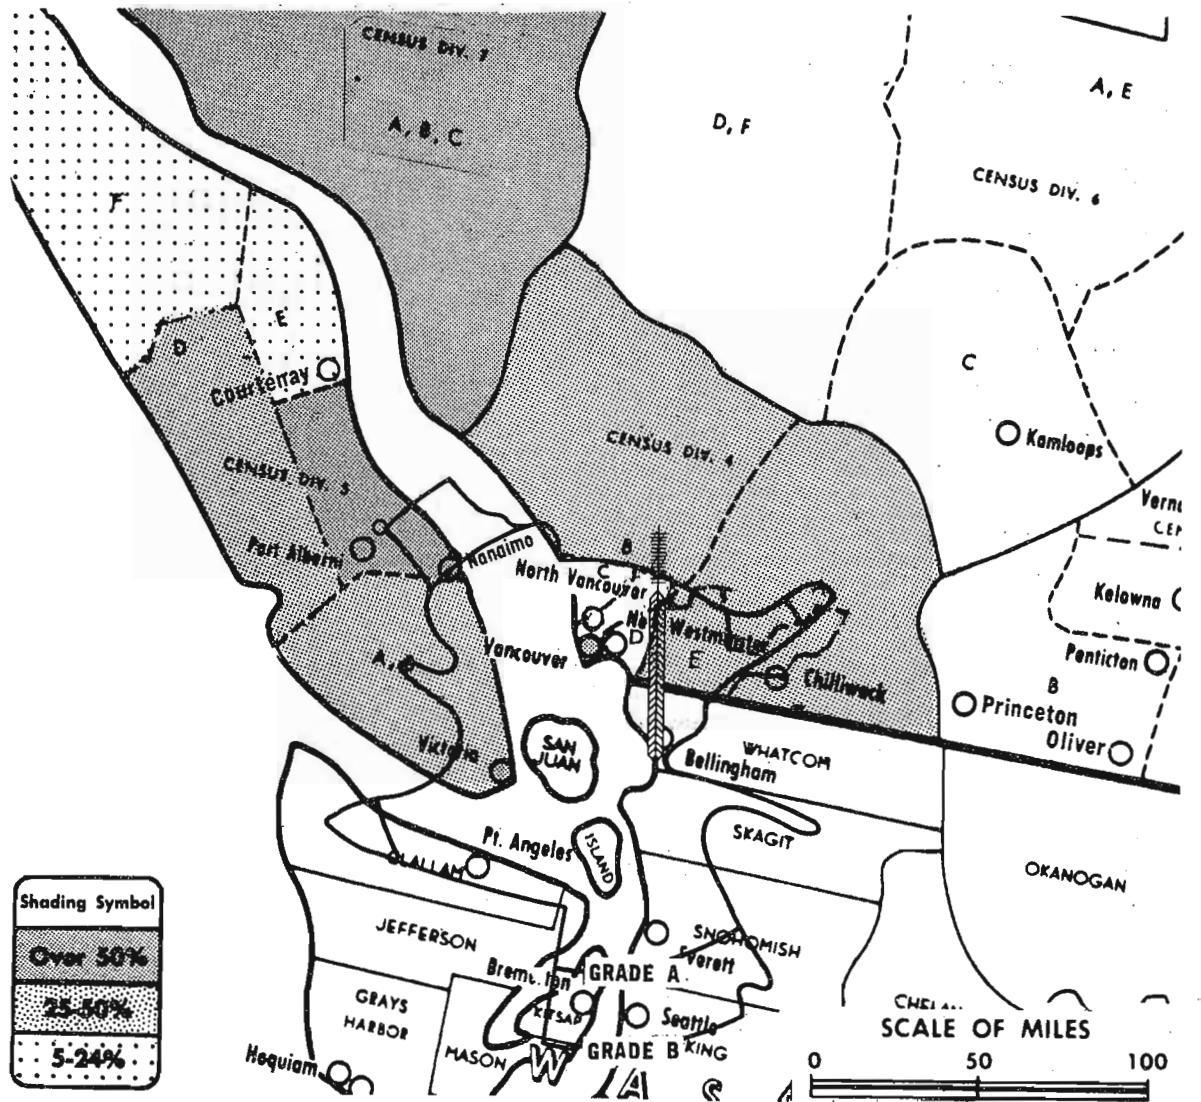 CENSUS DIV. 7
A, B, C
D, F
A, E
CENSUS DIV. 6
F
E
D
Courtenay
C
Kamloops
CENSUS DIV. 4
CENSUS DIV. 5
Port Alberni
Nanaimo
B
C
F
North Vancouver
Westminster
D
E
Vancouver
Chilliwack
Kelowna
Penticton
B
Princeton
Oliver
Victoria
SAN
JUAN
WHATCOM
Bellingham
SKAGIT
Pt. Angeles
ISLAND
CLALLAM
OKANOGAN
JEFFERSON
SNOHOMISH
Everett
Bremerton
GRADE A
GRAYS
HARBOR
KITSAP
Seattle
MASON
GRADE B
KING
Hoquiam
W A S
Shading Symbol
Over 50%
25-50%
5-24%
SCALE OF MILES
0 50 100